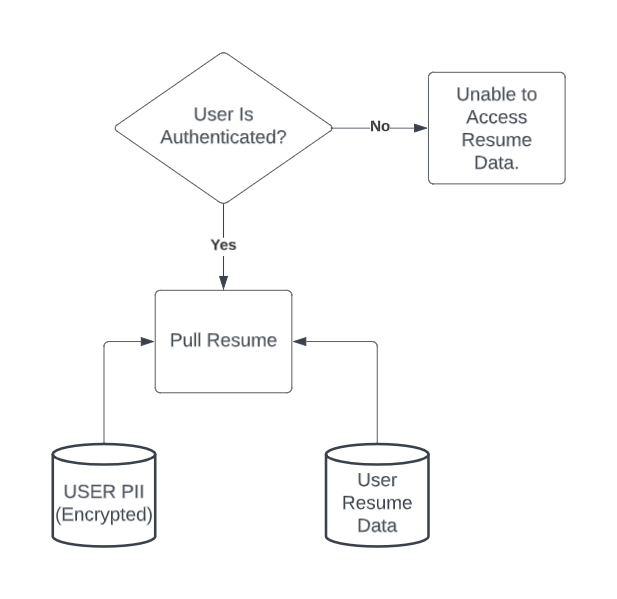 User Is
Authenticated?
No
Unable to
Access
Resume
Data.
Yes
Pull Resume
USER PII
(Encrypted)
User
Resume
Data